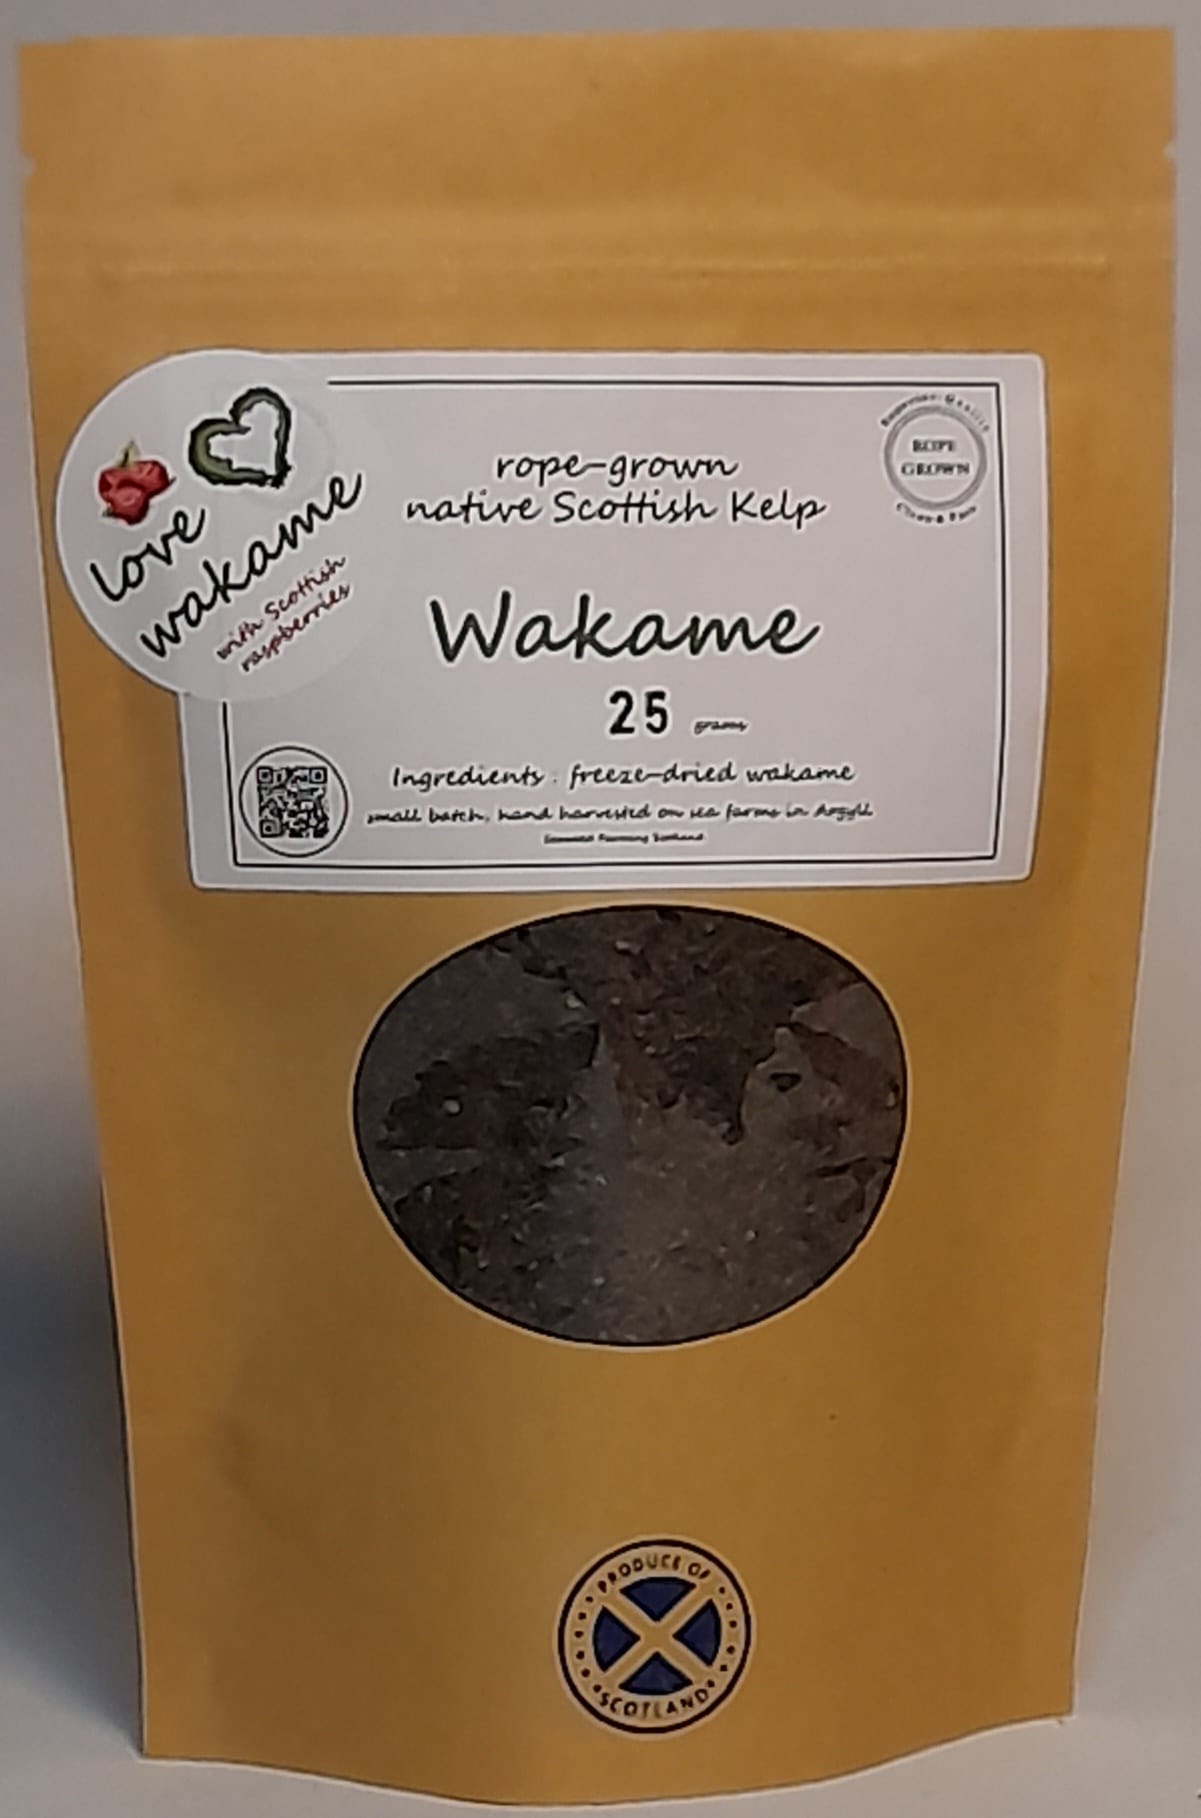 love
wakame
with Scottish
raspberries
rope-grown
native Scottish Kelp
ROPE
GROWN
Wakame
25 grams
Ingredients : freeze-dried wakame
small batch, hand harvested on sea farms in Argyll
Scotland
PRODUCE OF
SCOTLAND